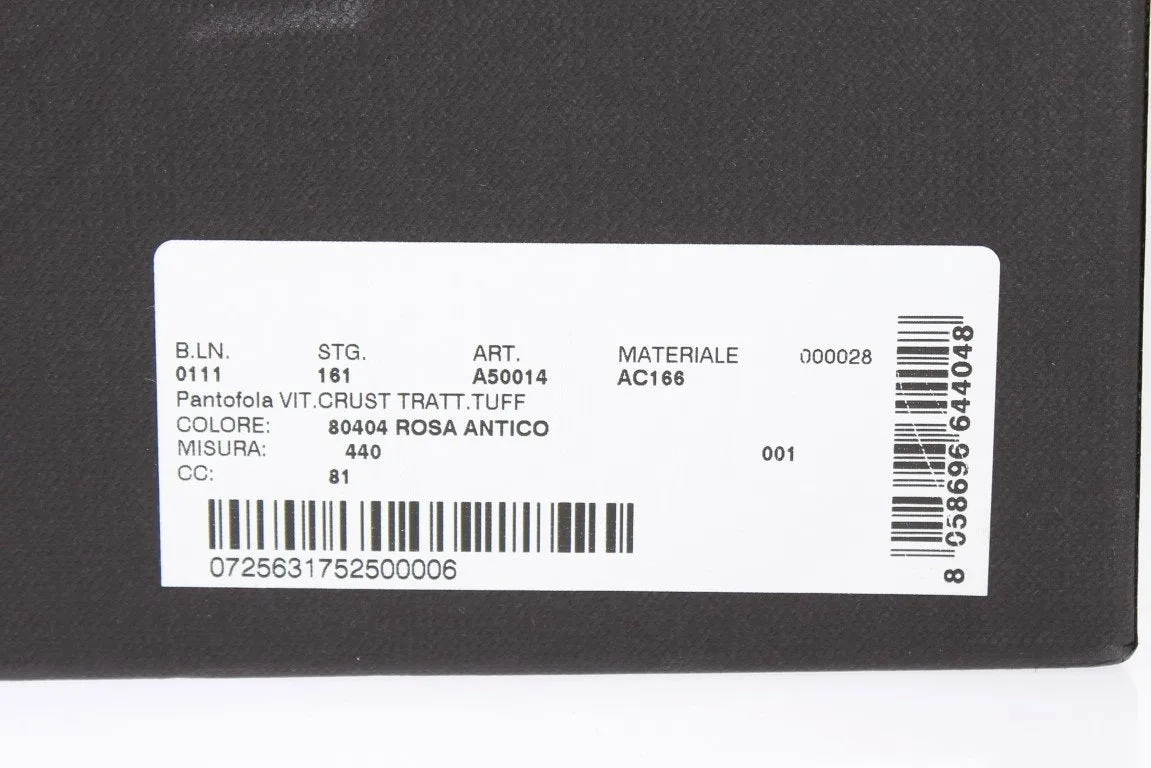 B.LN. STG. ART. MATERIALE 000028
0111 161 A50014 AC166
Pantofola VIT.CRUST TRATT.TUFF
COLORE: 80404 ROSA ANTICO
MISURA: 440 001
CC: 81
0725631752500006
8 058696 644048